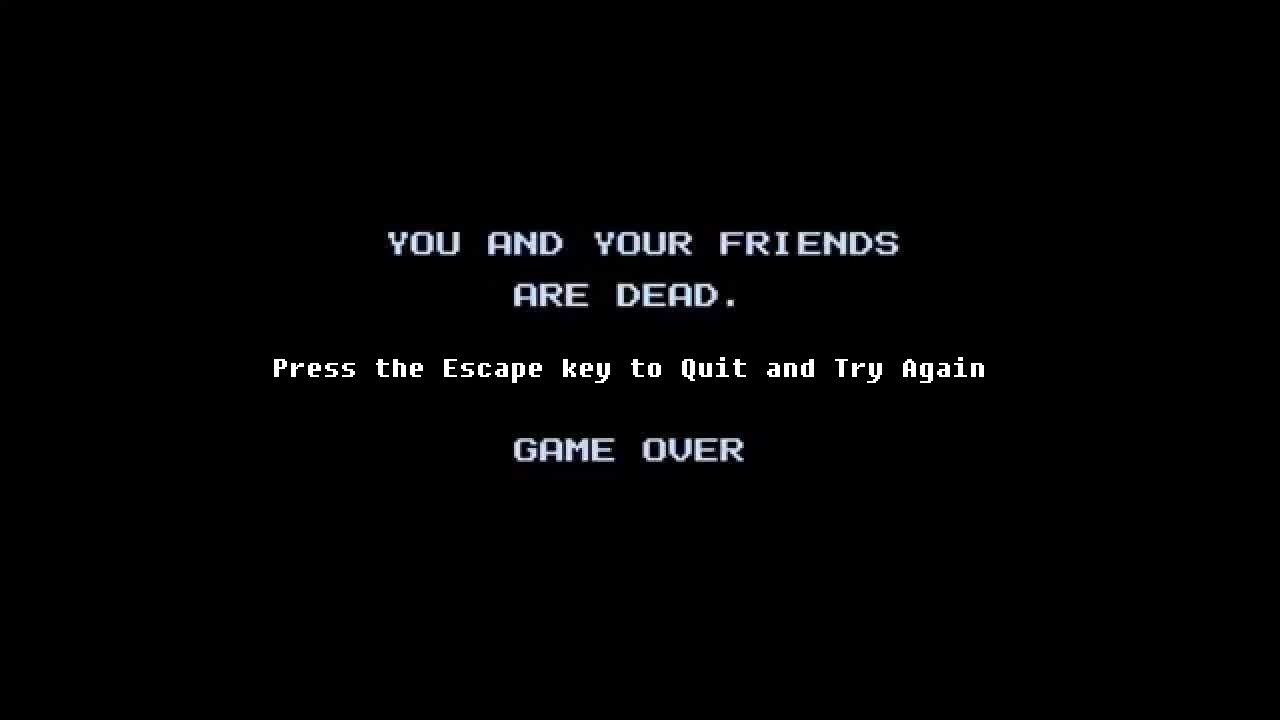 YOU AND YOUR FRIENDS
ARE DEAD.
Press the Escape key to Quit and Try Again
GAME OVER